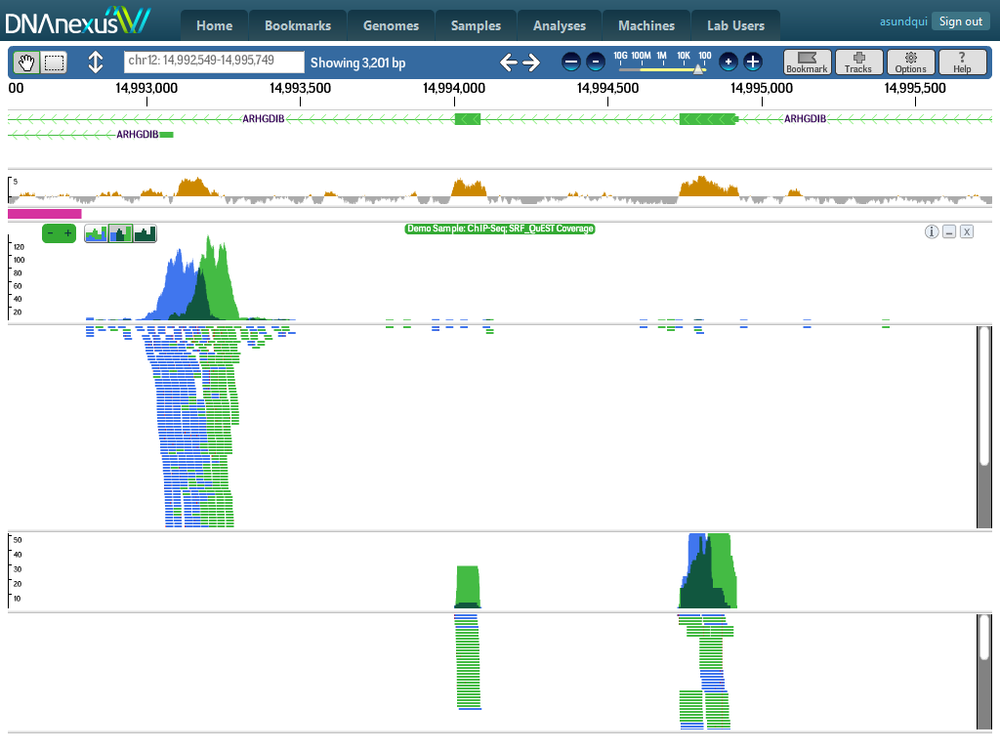 DNAnexus Home Bookmarks Genomes Samples Analyses Machines Lab Users asundqui Sign out
chr12: 14,992,549-14,995,749 Showing 3,201 bp 10G 100M 1M 10K 100 Bookmark Tracks Options ? Help
00 14,993,000 14,993,500 14,994,000 14,994,500 14,995,000 14,995,500
ARHGDIB ARHGDIB
ARHGDIB
5
- + Demo Sample: ChIP-Seq; SRF_QuEST Coverage i X
120
100
80
60
40
20
50
40
30
20
10